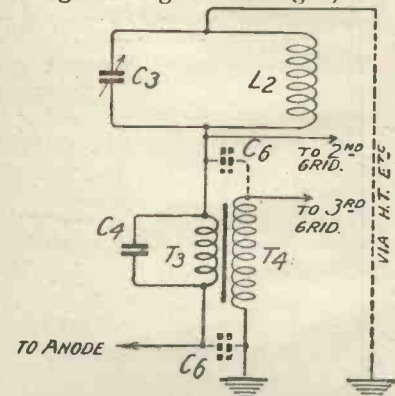 C3
L2
C6
TO 2ND
GRID.
TO 3RD
GRID.
C4
T3
T4
VIA H.T. ETC
TO ANODE
C6